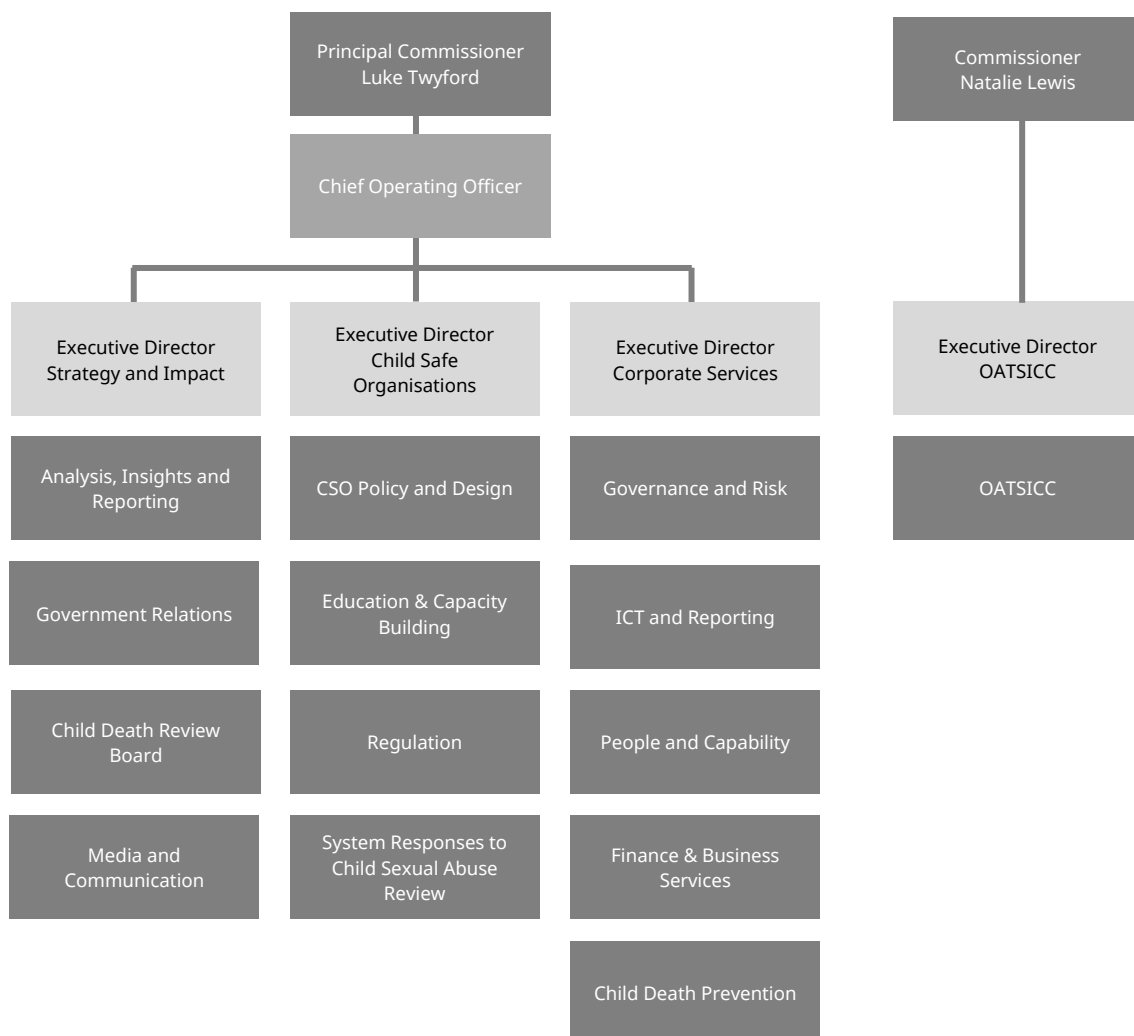 Principal Commissioner
Luke Twyford
Commissioner
Natalie Lewis
Chief Operating Officer
Executive Director
Strategy and Impact
Executive Director
Child Safe
Organisations
Executive Director
Corporate Services
Executive Director
OATSICC
Analysis, Insights and
Reporting
CSO Policy and Design
Governance and Risk
OATSICC
Government Relations
Education & Capacity
Building
ICT and Reporting
Child Death Review
Board
Regulation
People and Capability
Media and
Communication
System Responses to
Child Sexual Abuse
Review
Finance & Business
Services
Child Death Prevention